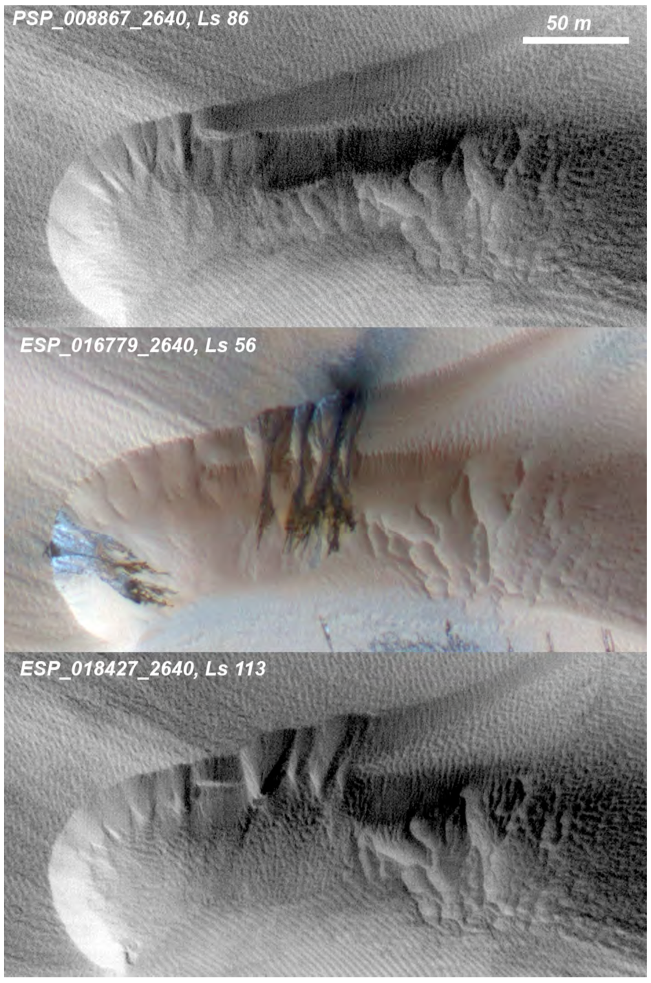 PSP_008867_2640, Ls 86
50 m
ESP_016779_2640, Ls 56
ESP_018427_2640, Ls 113